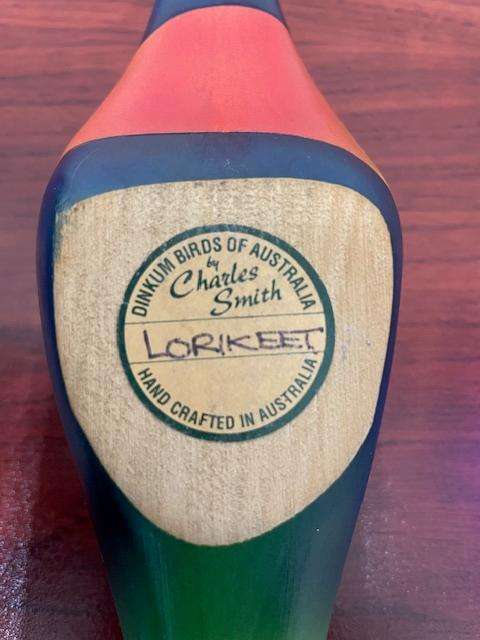 DINKUM BIRDS OF AUSTRALIA
by
Charles
Smith
LORIKEET
HAND CRAFTED IN AUSTRALIA